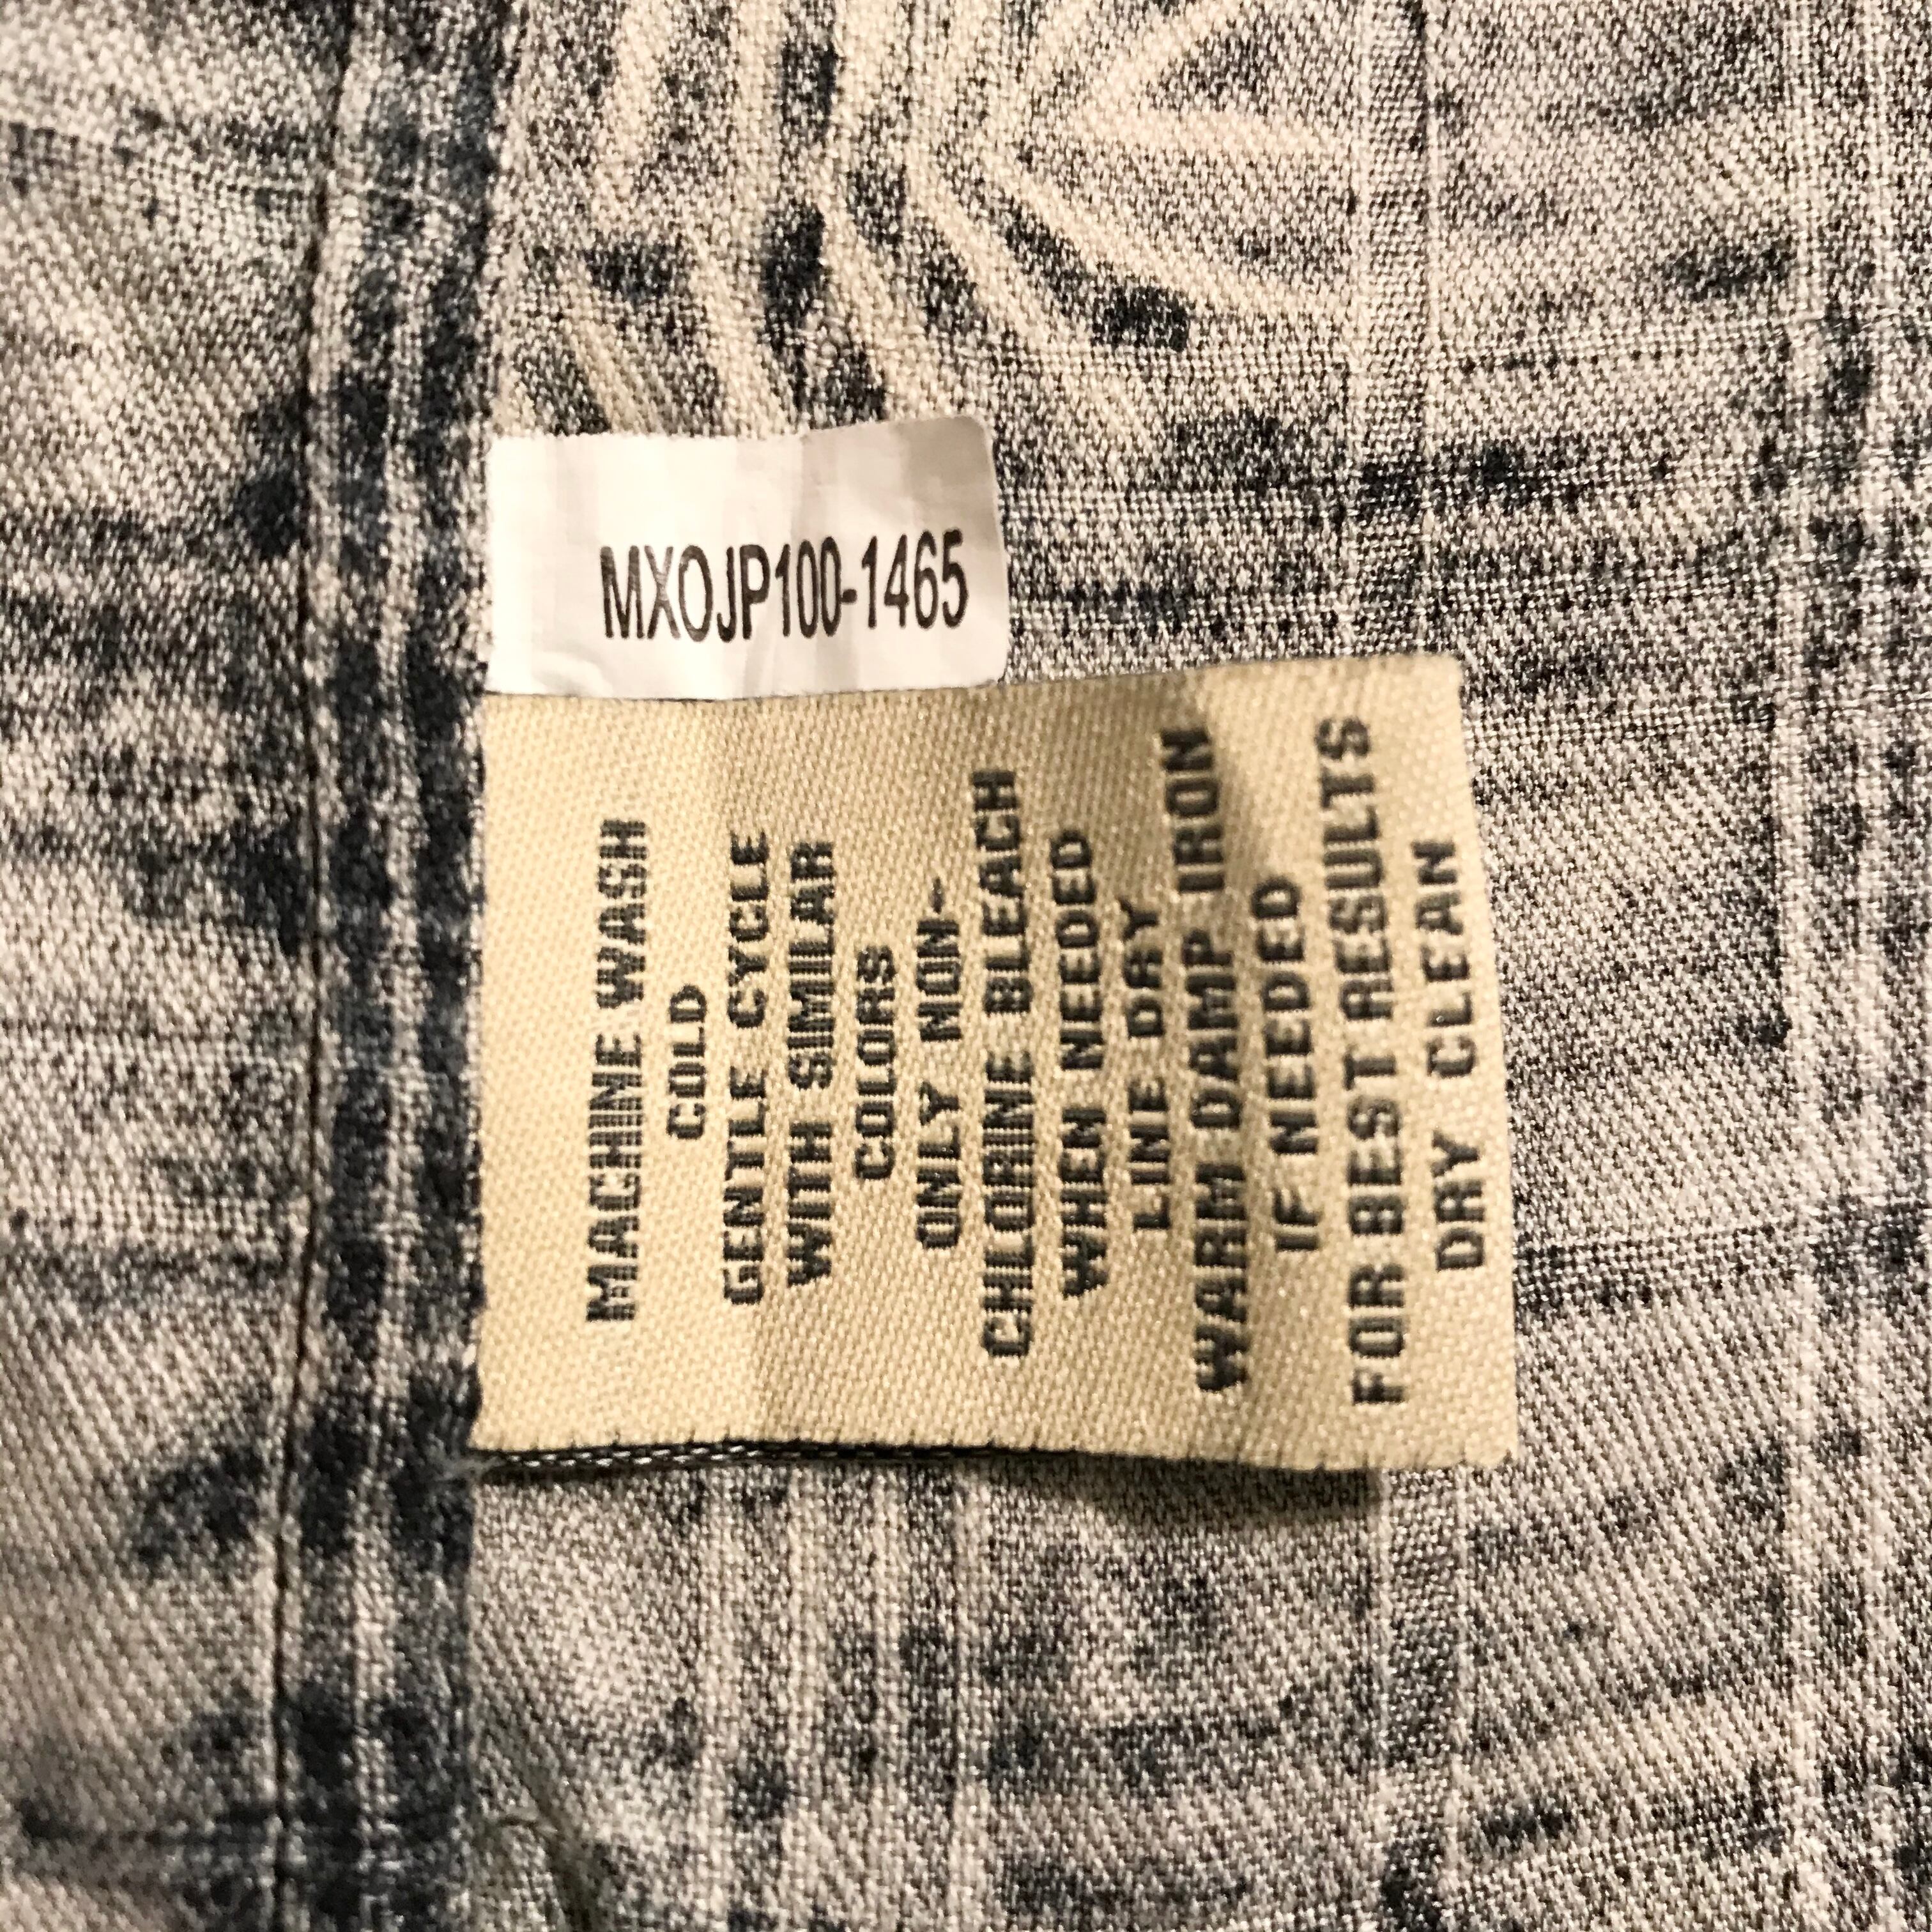 MXOJP100-1465
MACHINE WASH
COLD
GENTLE CYCLE
WITH SIMILAR
COLORS
ONLY NON-
CHLORINE BLEACH
WHEN NEEDED
LINE DRY
WARM DAMP IRON
IF NEEDED
FOR BEST RESULTS
DRY CLEAN